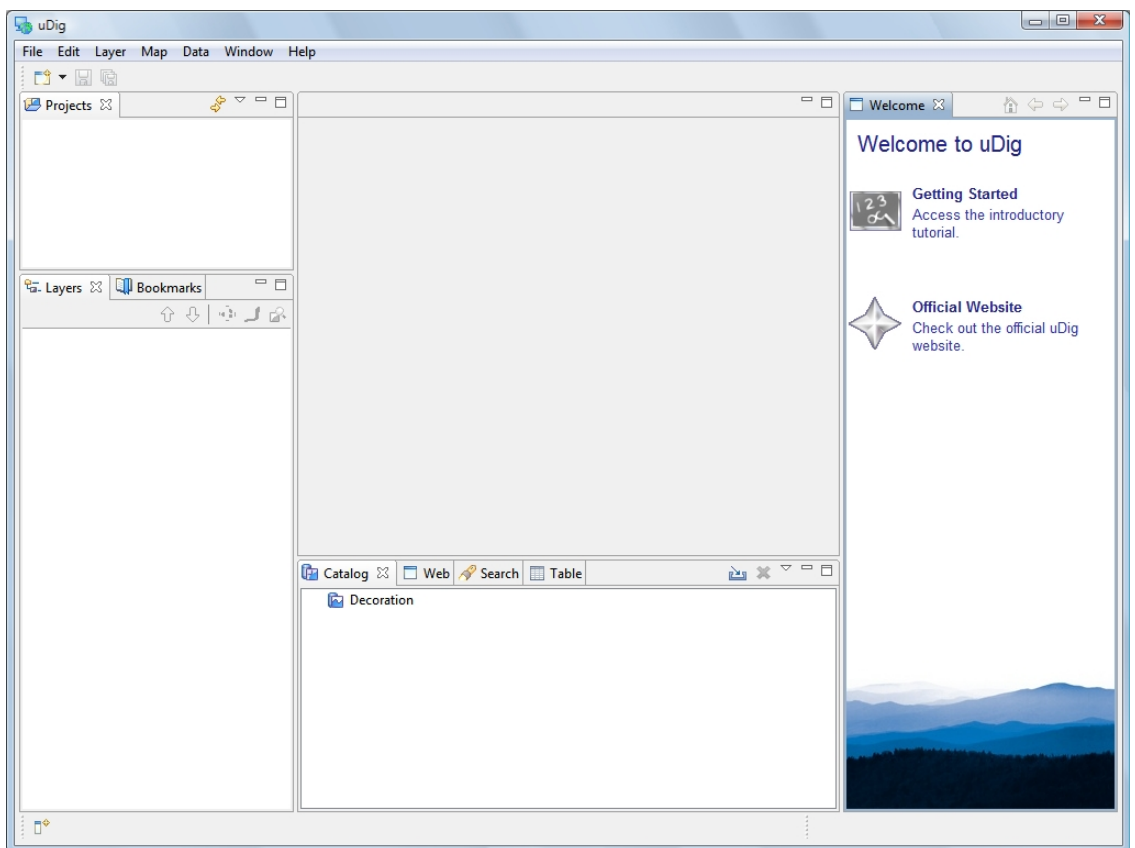 uDig
File Edit Layer Map Data Window Help
Projects
Welcome
Welcome to uDig
Getting Started
Access the introductory
tutorial.
Layers Bookmarks
Official Website
Check out the official uDig
website.
Catalog Web Search Table
Decoration